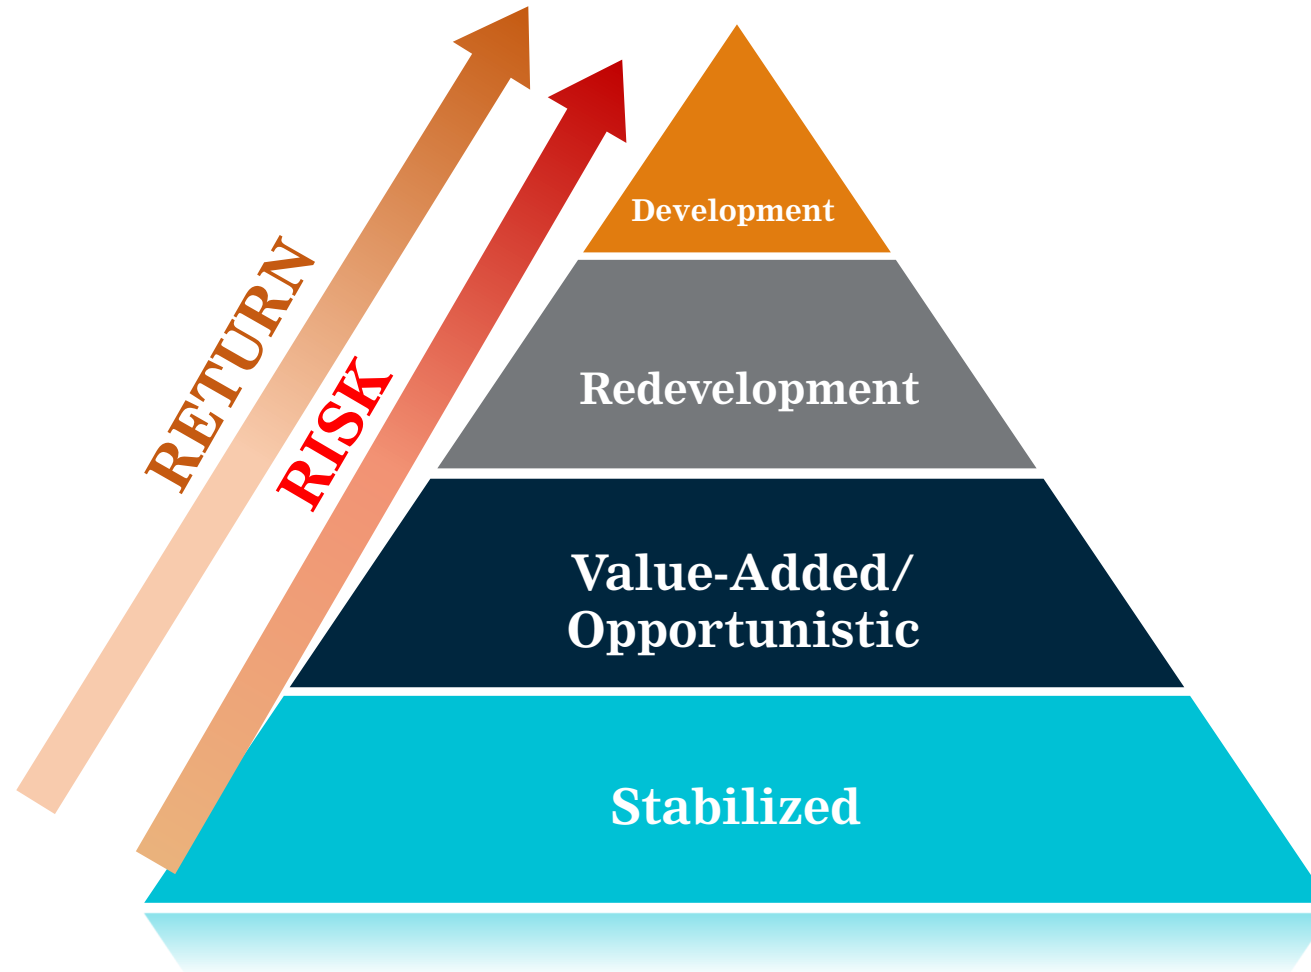 RETURN
RISK
Development
Redevelopment
Value-Added/
Opportunistic
Stabilized